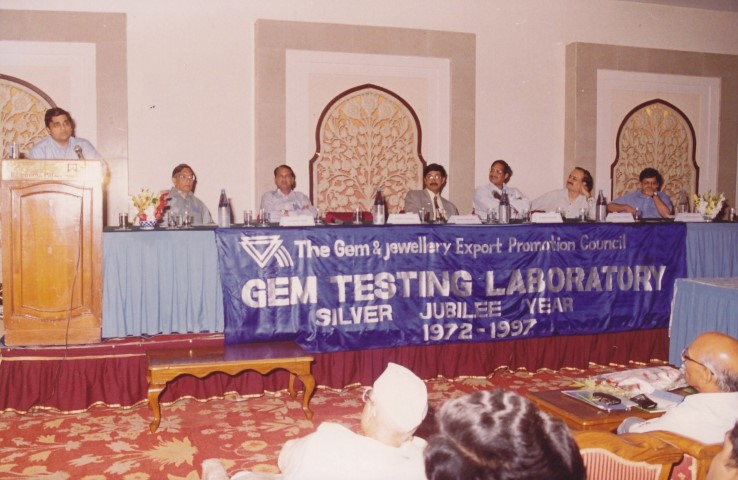 The Gem & Jewellery Export Promotion Council
GEM TESTING LABORATORY
SILVER JUBILEE YEAR
1972-1997